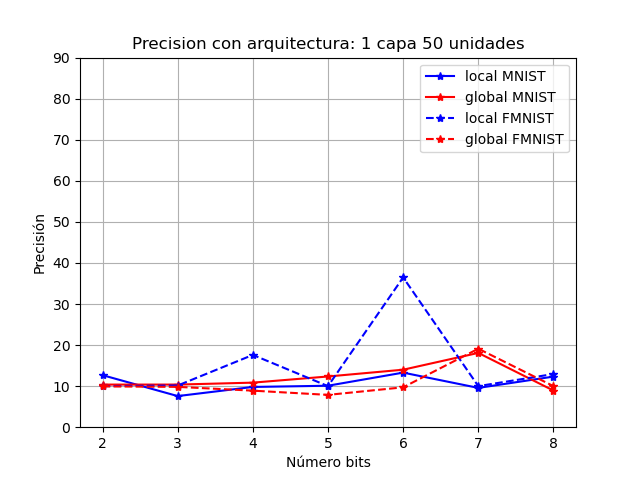 Precision con arquitectura: 1 capa 50 unidades
local MNIST
global MNIST
local FMNIST
global FMNIST
90
80
70
60
50
40
30
20
10
0
Precisión
2 3 4 5 6 7 8
Número bits